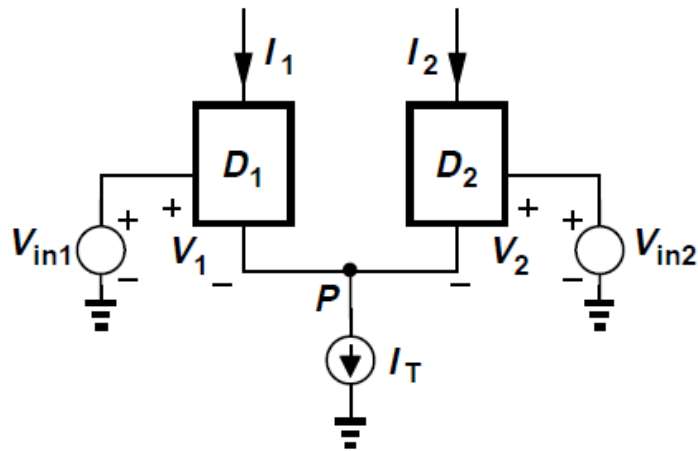 I1 I2
D1 D2
+ + + +
Vin1 V1 V2 Vin2
− − − −
P
IT